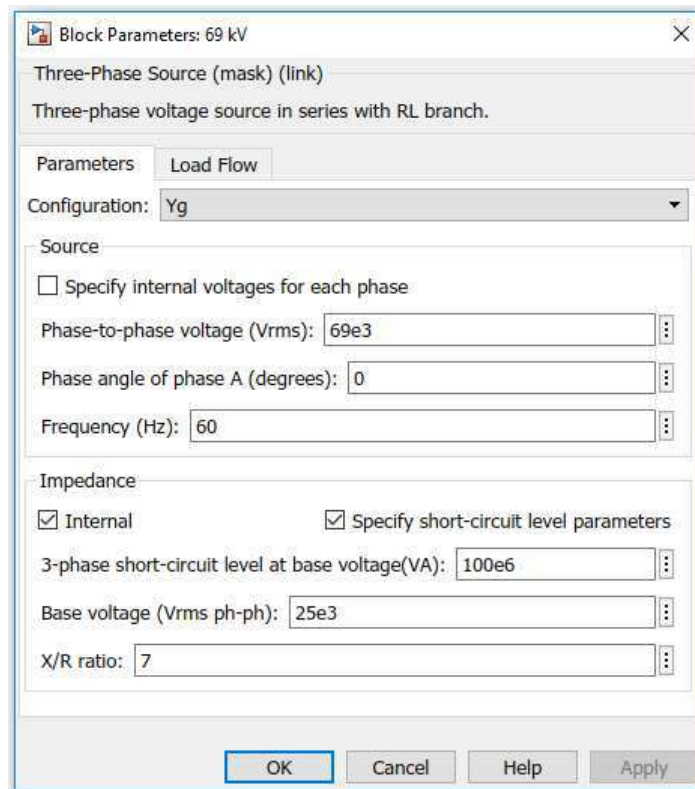 Block Parameters: 69 kV
Three-Phase Source (mask) (link)
Three-phase voltage source in series with RL branch.
Parameters Load Flow
Configuration: Yg
Source
Specify internal voltages for each phase
Phase-to-phase voltage (Vrms): 69e3
Phase angle of phase A (degrees): 0
Frequency (Hz): 60
Impedance
Internal Specify short-circuit level parameters
3-phase short-circuit level at base voltage(VA): 100e6
Base voltage (Vrms ph-ph): 25e3
X/R ratio: 7
OK Cancel Help Apply